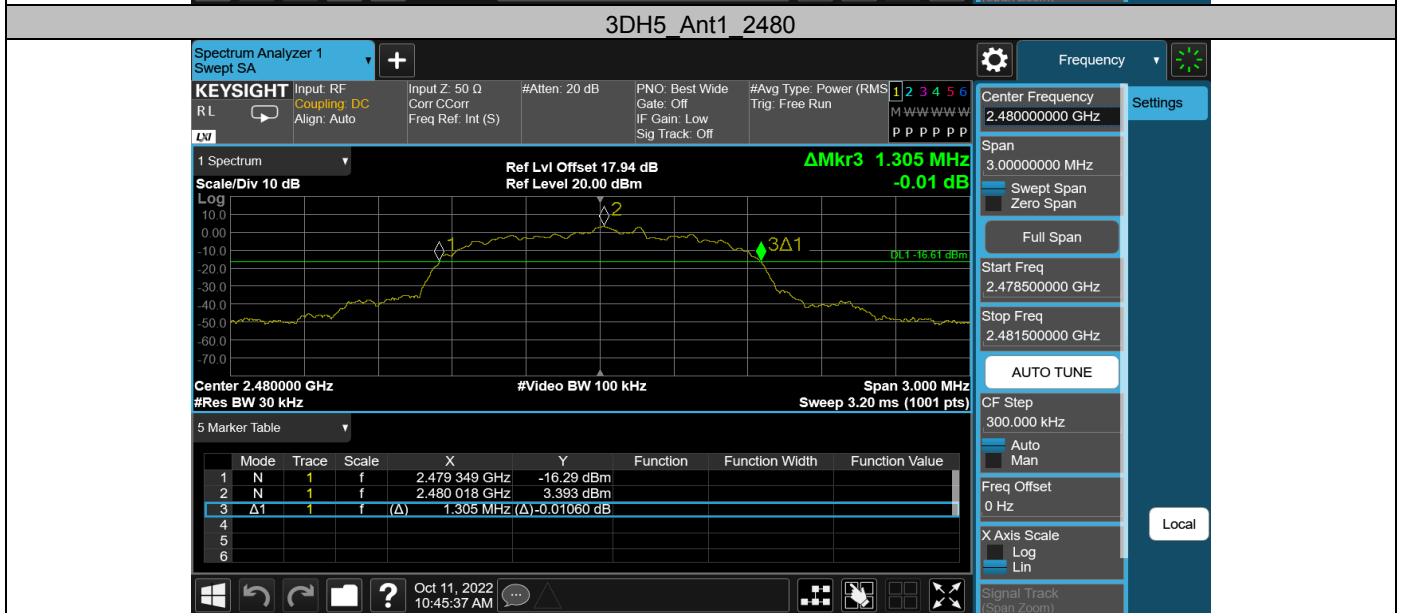 3DH5_Ant1_2480
Spectrum Analyzer 1
Swept SA
+
Frequency
KEYSIGHT
RL
LXI
Input: RF
Coupling: DC
Align: Auto
Input Z: 50 Ω
Corr CCorr
Freq Ref: Int (S)
#Atten: 20 dB
PNO: Best Wide
Gate: Off
IF Gain: Low
Sig Track: Off
#Avg Type: Power (RMS
Trig: Free Run
1 2 3 4 5 6
M W W W W W
P P P P P P
1 Spectrum
Scale/Div 10 dB
Ref Lvl Offset 17.94 dB
Ref Level 20.00 dBm
ΔMkr3 1.305 MHz
-0.01 dB
Log
10.0
0.00
-10.0
-20.0
-30.0
-40.0
-50.0
-60.0
-70.0
1
2
3Δ1
DL1 -16.61 dBm
Center 2.480000 GHz
#Video BW 100 kHz
Span 3.000 MHz
#Res BW 30 kHz
Sweep 3.20 ms (1001 pts)
5 Marker Table
Mode Trace Scale X Y Function Function Width Function Value
1 N 1 f 2.479 349 GHz -16.29 dBm
2 N 1 f 2.480 018 GHz 3.393 dBm
3 Δ1 1 f (Δ) 1.305 MHz (Δ)-0.01060 dB
4
5
6
?
Oct 11, 2022
10:45:37 AM
Center Frequency
2.480000000 GHz
Span
3.00000000 MHz
Swept Span
Zero Span
Full Span
Start Freq
2.478500000 GHz
Stop Freq
2.481500000 GHz
AUTO TUNE
CF Step
300.000 kHz
Auto
Man
Freq Offset
0 Hz
X Axis Scale
Log
Lin
Signal Track
(Span Zoom)
Settings
Local